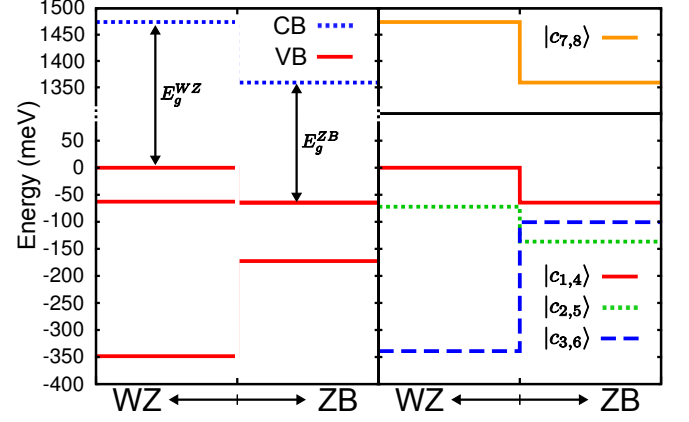 1500
1450
1400
1350
50
0
-50
-100
-150
-200
-250
-300
-350
-400
Energy (meV)
CB
VB
E_g^{WZ}
E_g^{ZB}
|c_{7,8}⟩
|c_{1,4}⟩
|c_{2,5}⟩
|c_{3,6}⟩
WZ ZB WZ ZB